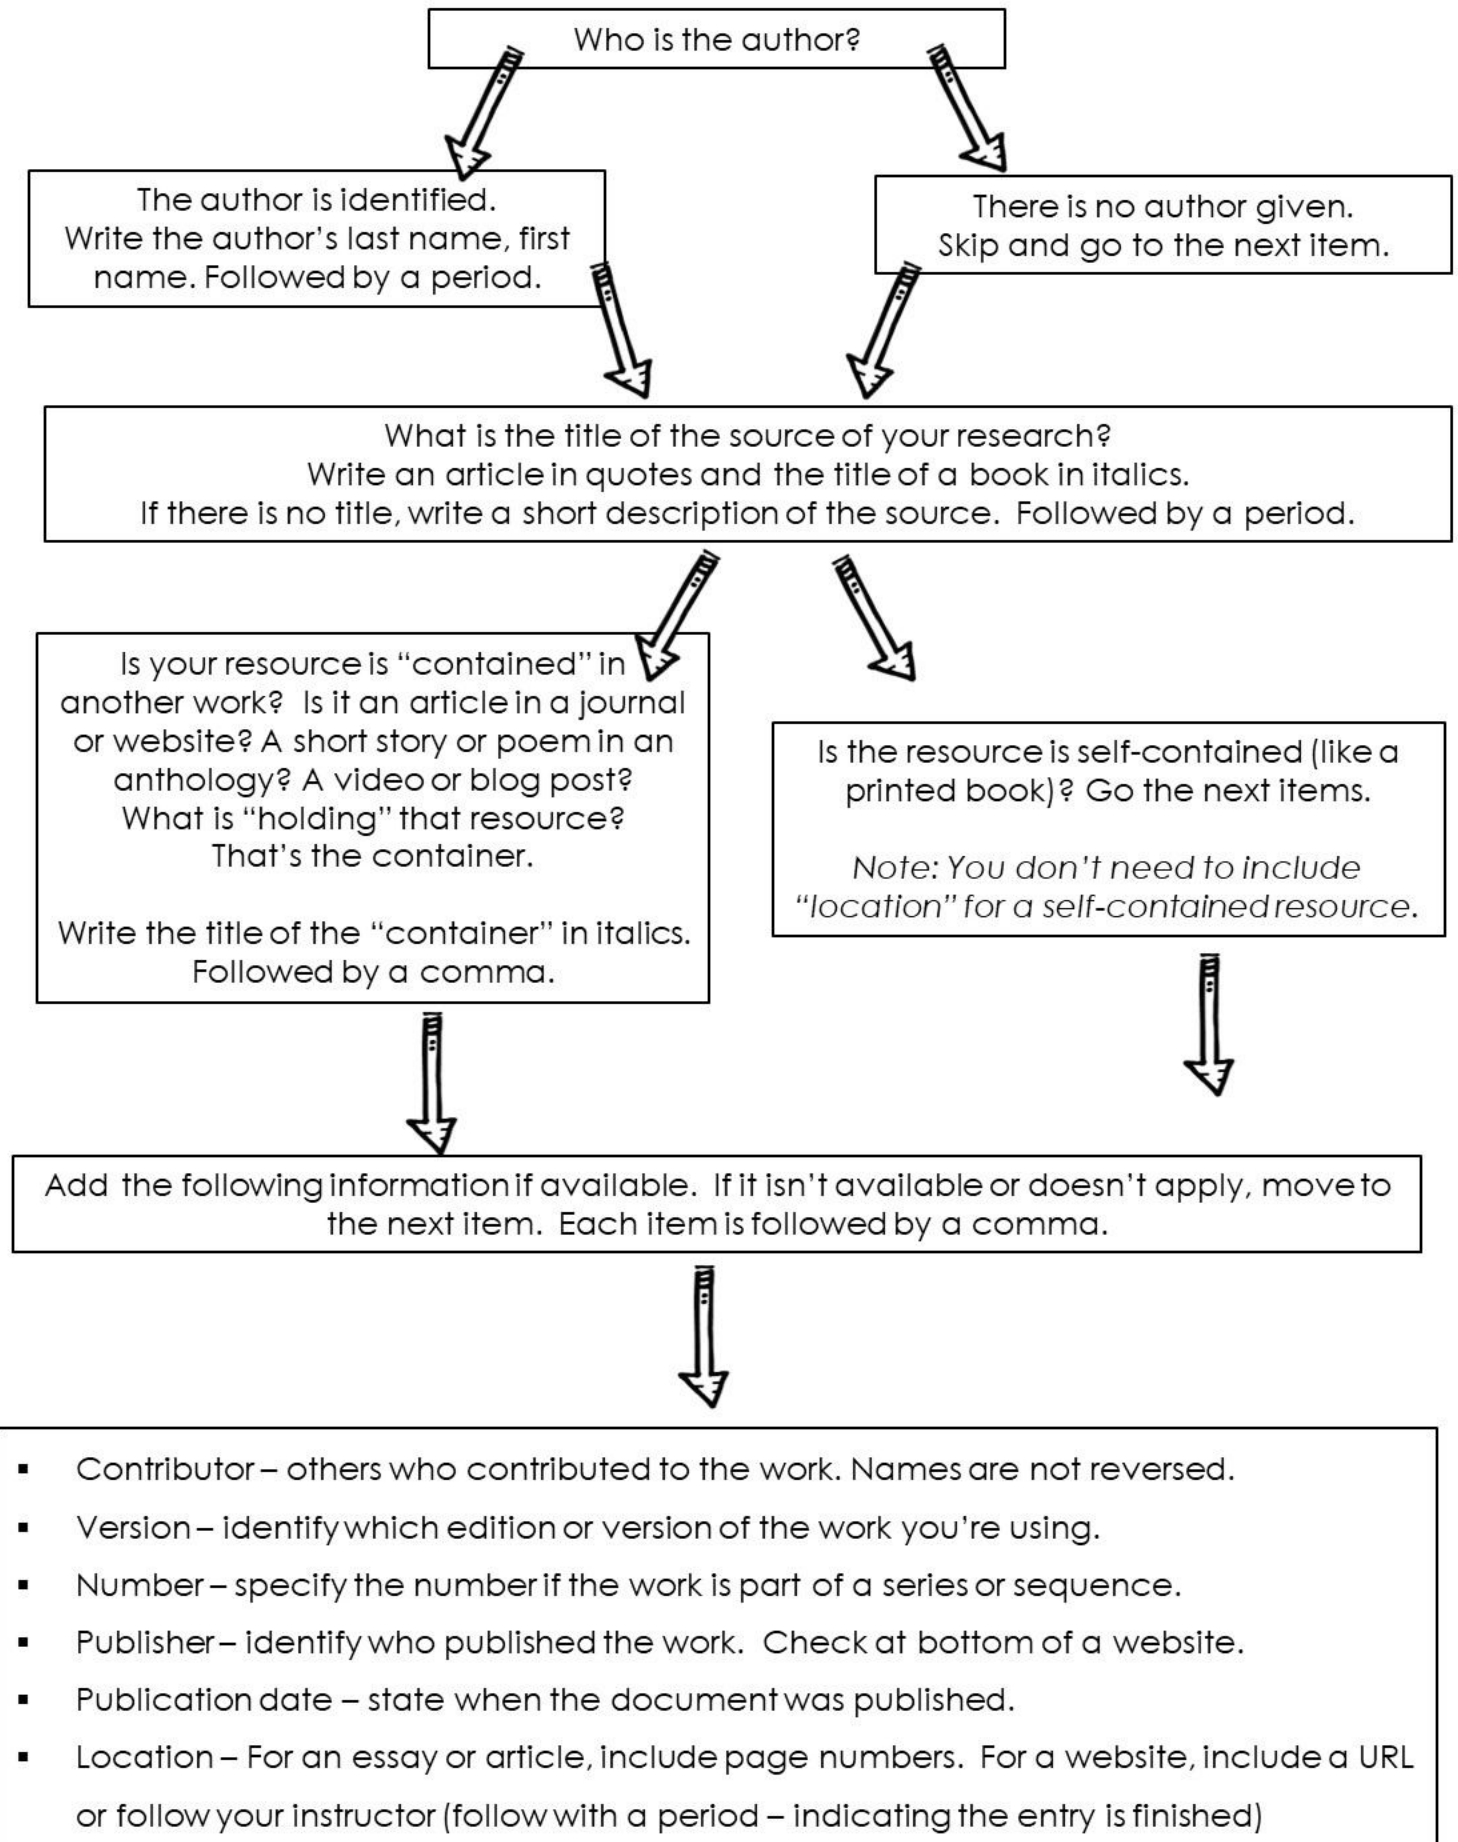 Who is the author?
The author is identified.
Write the author's last name, first
name. Followed by a period.
There is no author given.
Skip and go to the next item.
What is the title of the source of your research?
Write an article in quotes and the title of a book in italics.
If there is no title, write a short description of the source.  Followed by a period.
Is your resource is “contained” in
another work?  Is it an article in a journal
or website? A short story or poem in an
anthology? A video or blog post?
What is “holding” that resource?
That's the container.
Write the title of the “container” in italics.
Followed by a comma.
Is the resource is self-contained (like a
printed book)? Go the next items.
Note: You don't need to include
“location” for a self-contained resource.
Add the following information if available.  If it isn't available or doesn't apply, move to
the next item.  Each item is followed by a comma.
▪ Contributor – others who contributed to the work. Names are not reversed.
▪ Version – identify which edition or version of the work you're using.
▪ Number – specify the number if the work is part of a series or sequence.
▪ Publisher – identify who published the work.  Check at bottom of a website.
▪ Publication date – state when the document was published.
▪ Location – For an essay or article, include page numbers.  For a website, include a URL
or follow your instructor (follow with a period – indicating the entry is finished)